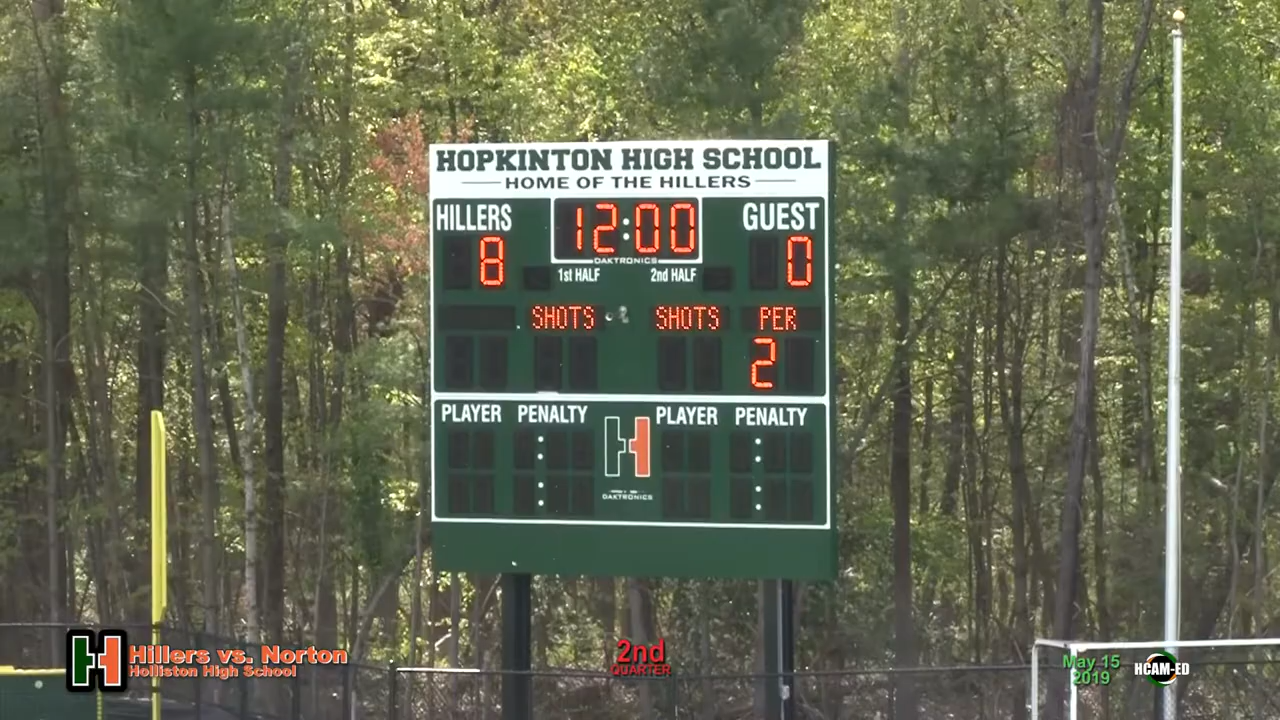 HOPKINTON HIGH SCHOOL
HOME OF THE HILLERS
HILLERS 12:00 GUEST
8 DAKTRONICS 0
1st HALF 2nd HALF
SHOTS SHOTS PER
2
PLAYER PENALTY PLAYER PENALTY
: :
H
: DAKTRONICS :
H Hillers vs. Norton
Holliston High School
2nd
QUARTER
May 15
2019
HCAM-ED